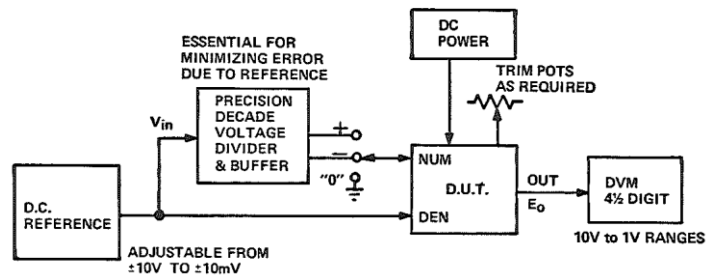 ESSENTIAL FOR
MINIMIZING ERROR
DUE TO REFERENCE
DC
POWER
TRIM POTS
AS REQUIRED
PRECISION
DECADE
VOLTAGE
DIVIDER
& BUFFER
Vin
+
−
"0"
NUM
D.U.T.
DEN
OUT
Eo
DVM
4½ DIGIT
10V to 1V RANGES
D.C.
REFERENCE
ADJUSTABLE FROM
±10V TO ±10mV